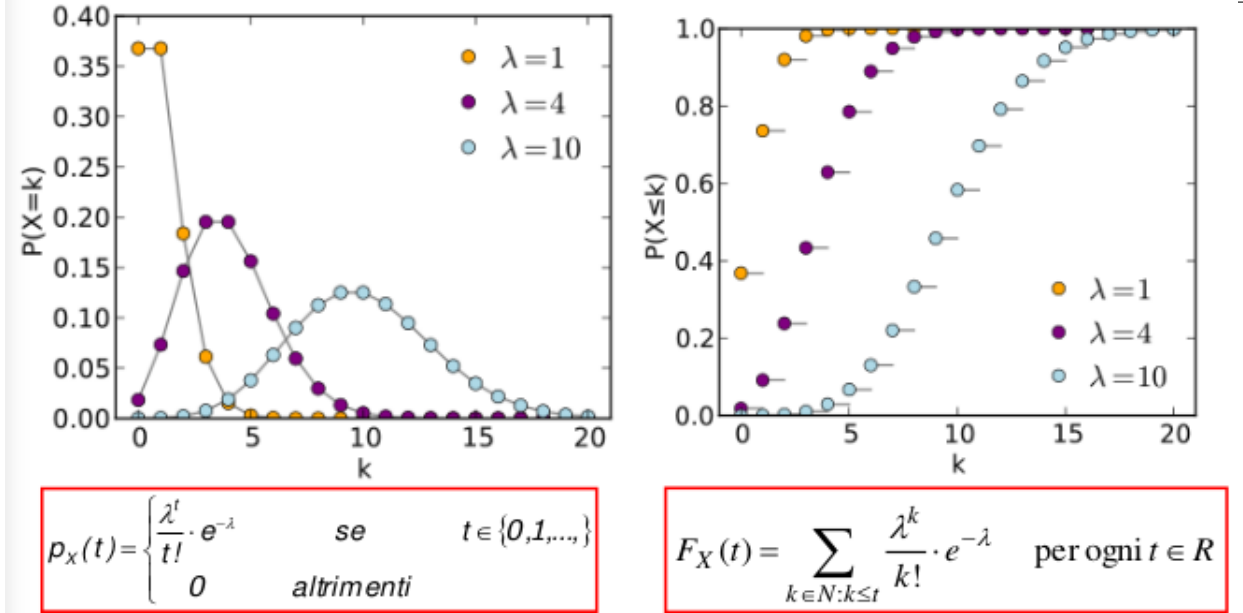 0.40
0.35
0.30
0.25
0.20
0.15
0.10
0.05
0.00
P(X=k)
λ=1
λ=4
λ=10
0 5 10 15 20
k
1.0
0.8
0.6
0.4
0.2
0.0
P(X≤k)
λ=1
λ=4
λ=10
0 5 10 15 20
k
p_X(t)={ λ^t/t! · e^{-λ} se t∈{0,1,...,}
0 altrimenti
F_X(t) = ∑_{k∈N:k≤t} λ^k/k! · e^{-λ} per ogni t ∈ R